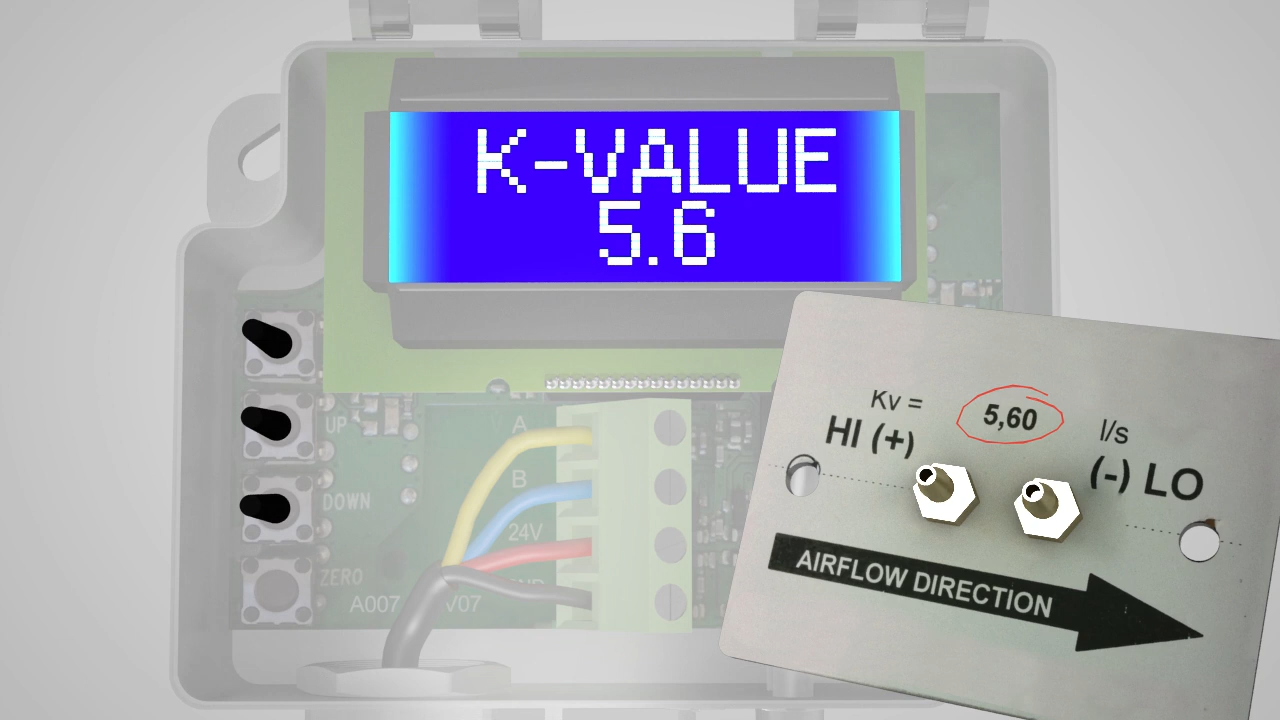 K-VALUE
5.6
UP
DOWN
ZERO
A
B
24V
A007
V07
Kv =
5,60
l/s
HI (+)
(-) LO
AIRFLOW DIRECTION